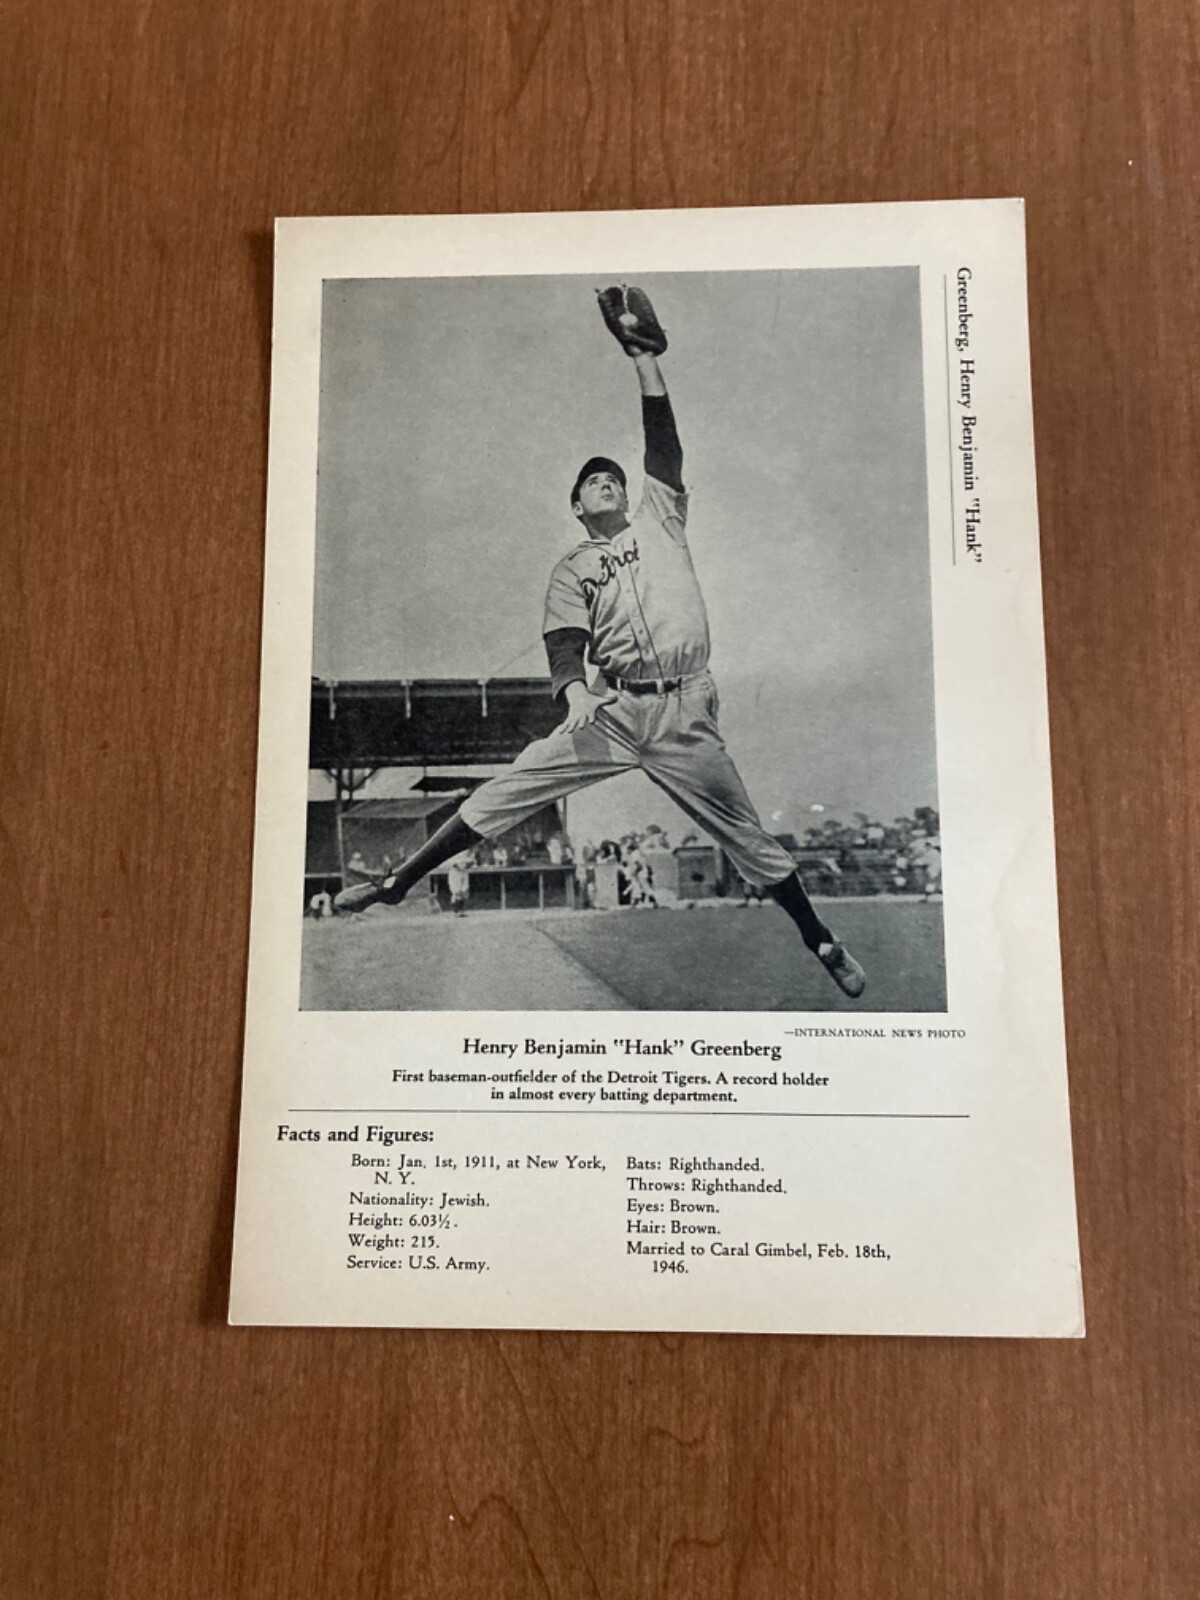 Greenberg, Henry Benjamin "Hank"
Detroit
—INTERNATIONAL NEWS PHOTO
Henry Benjamin "Hank" Greenberg
First baseman-outfielder of the Detroit Tigers. A record holder
in almost every batting department.
Facts and Figures:
Born: Jan. 1st, 1911, at New York,
N. Y.
Nationality: Jewish.
Height: 6.03½.
Weight: 215.
Service: U.S. Army.
Bats: Righthanded.
Throws: Righthanded.
Eyes: Brown.
Hair: Brown.
Married to Caral Gimbel, Feb. 18th,
1946.